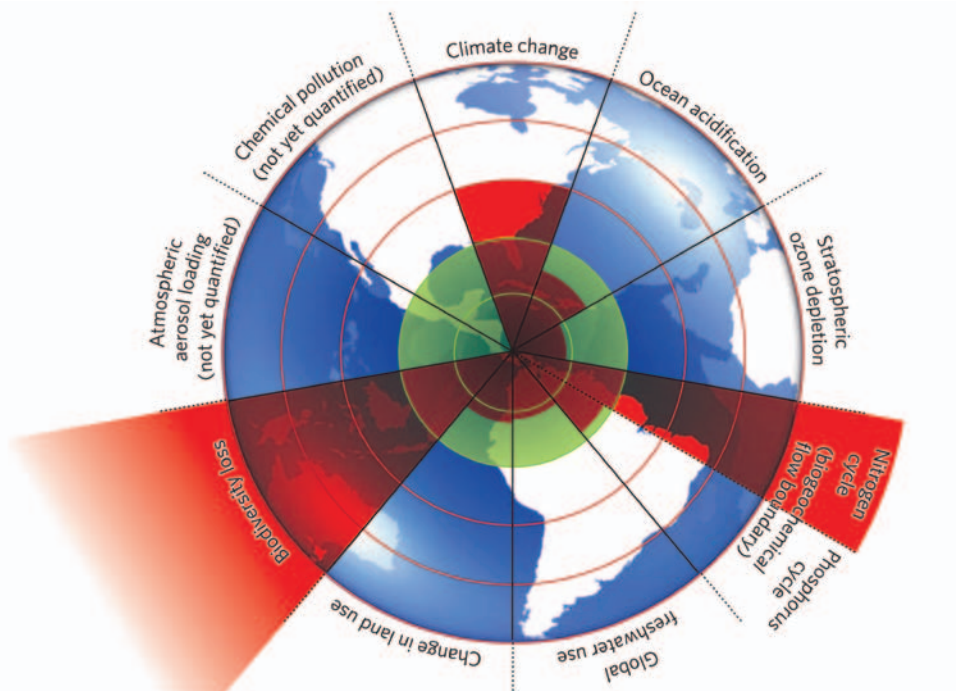 Climate change
Ocean acidification
Stratospheric
ozone depletion
Nitrogen
cycle
(biogeochemical
flow boundary)
Phosphorus
cycle
Global
freshwater use
Change in land use
Biodiversity loss
Atmospheric
aerosol loading
(not yet quantified)
Chemical pollution
(not yet quantified)